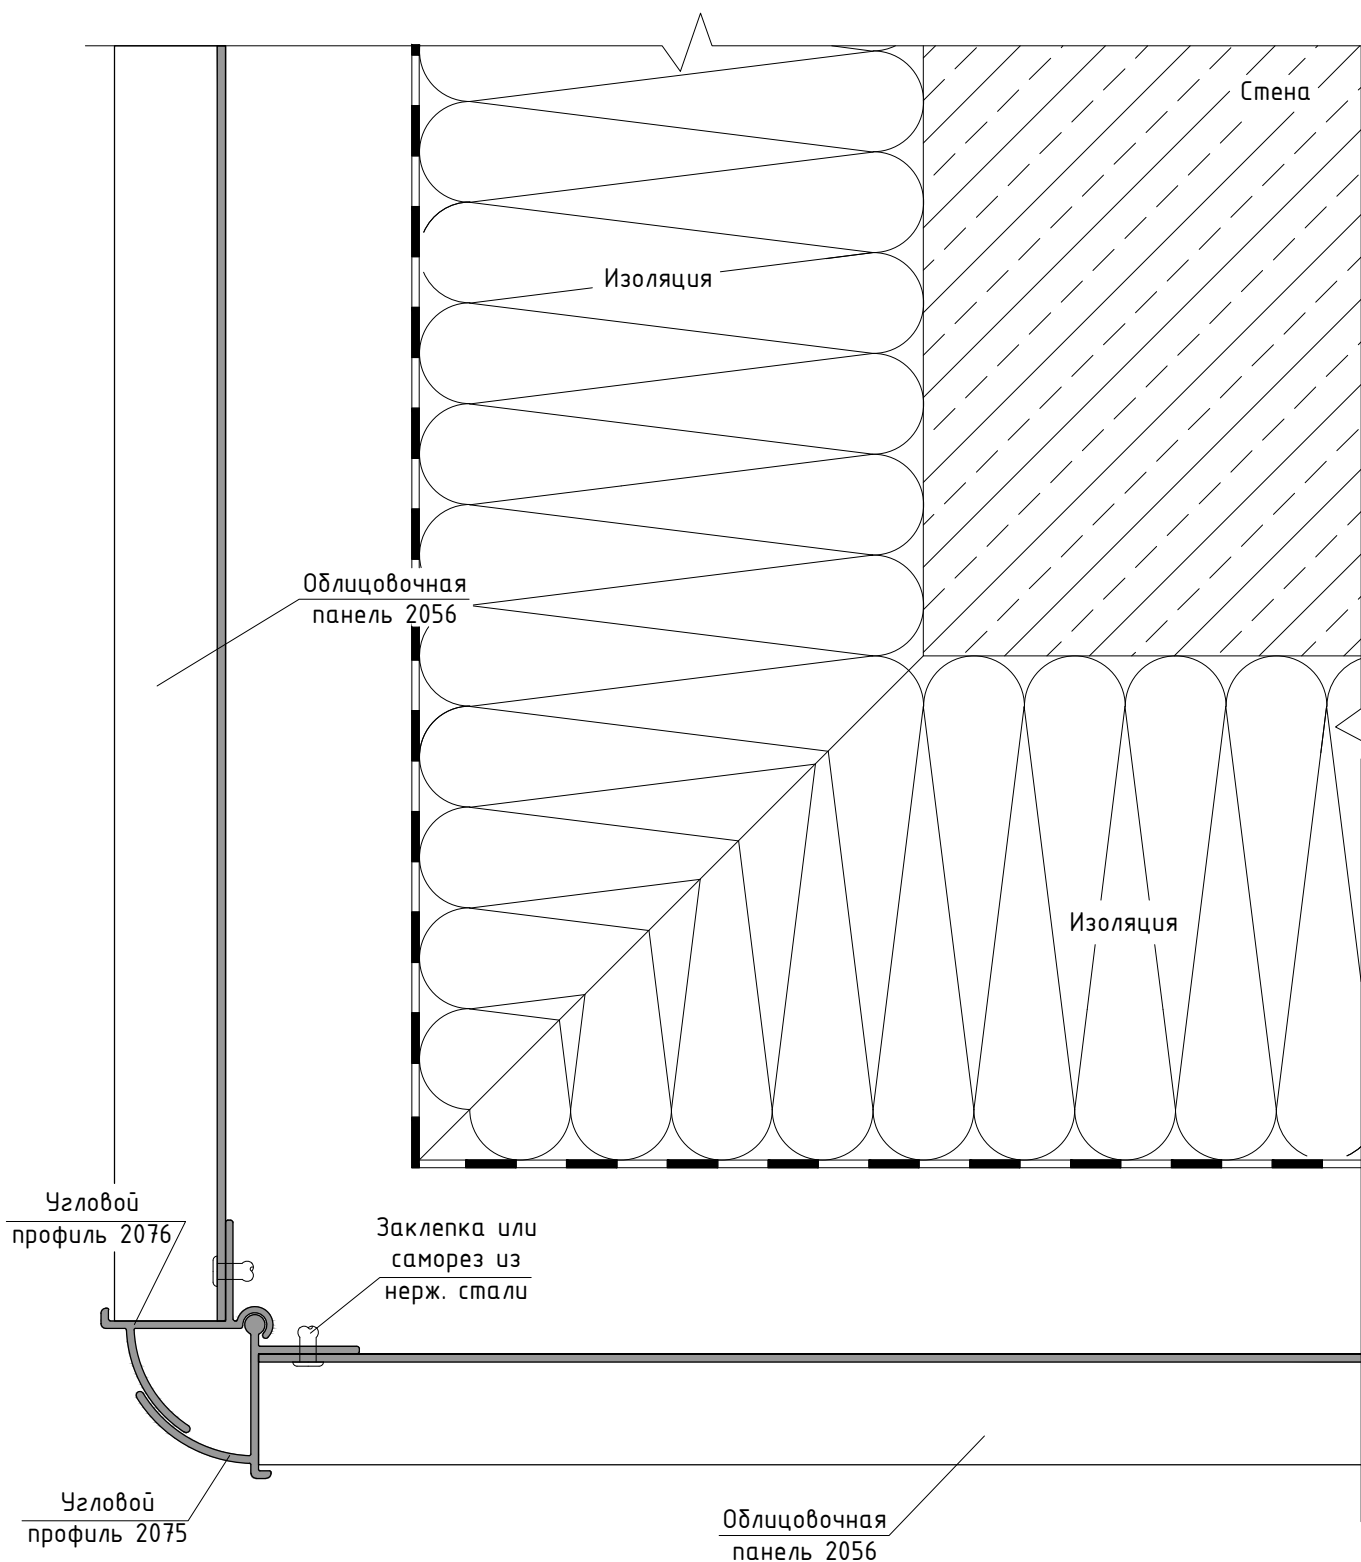 Стена
Изоляция
Облицовочная
панель 2056
Изоляция
Угловой
профиль 2076
Заклепка или
саморез из
нерж. стали
Угловой
профиль 2075
Облицовочная
панель 2056